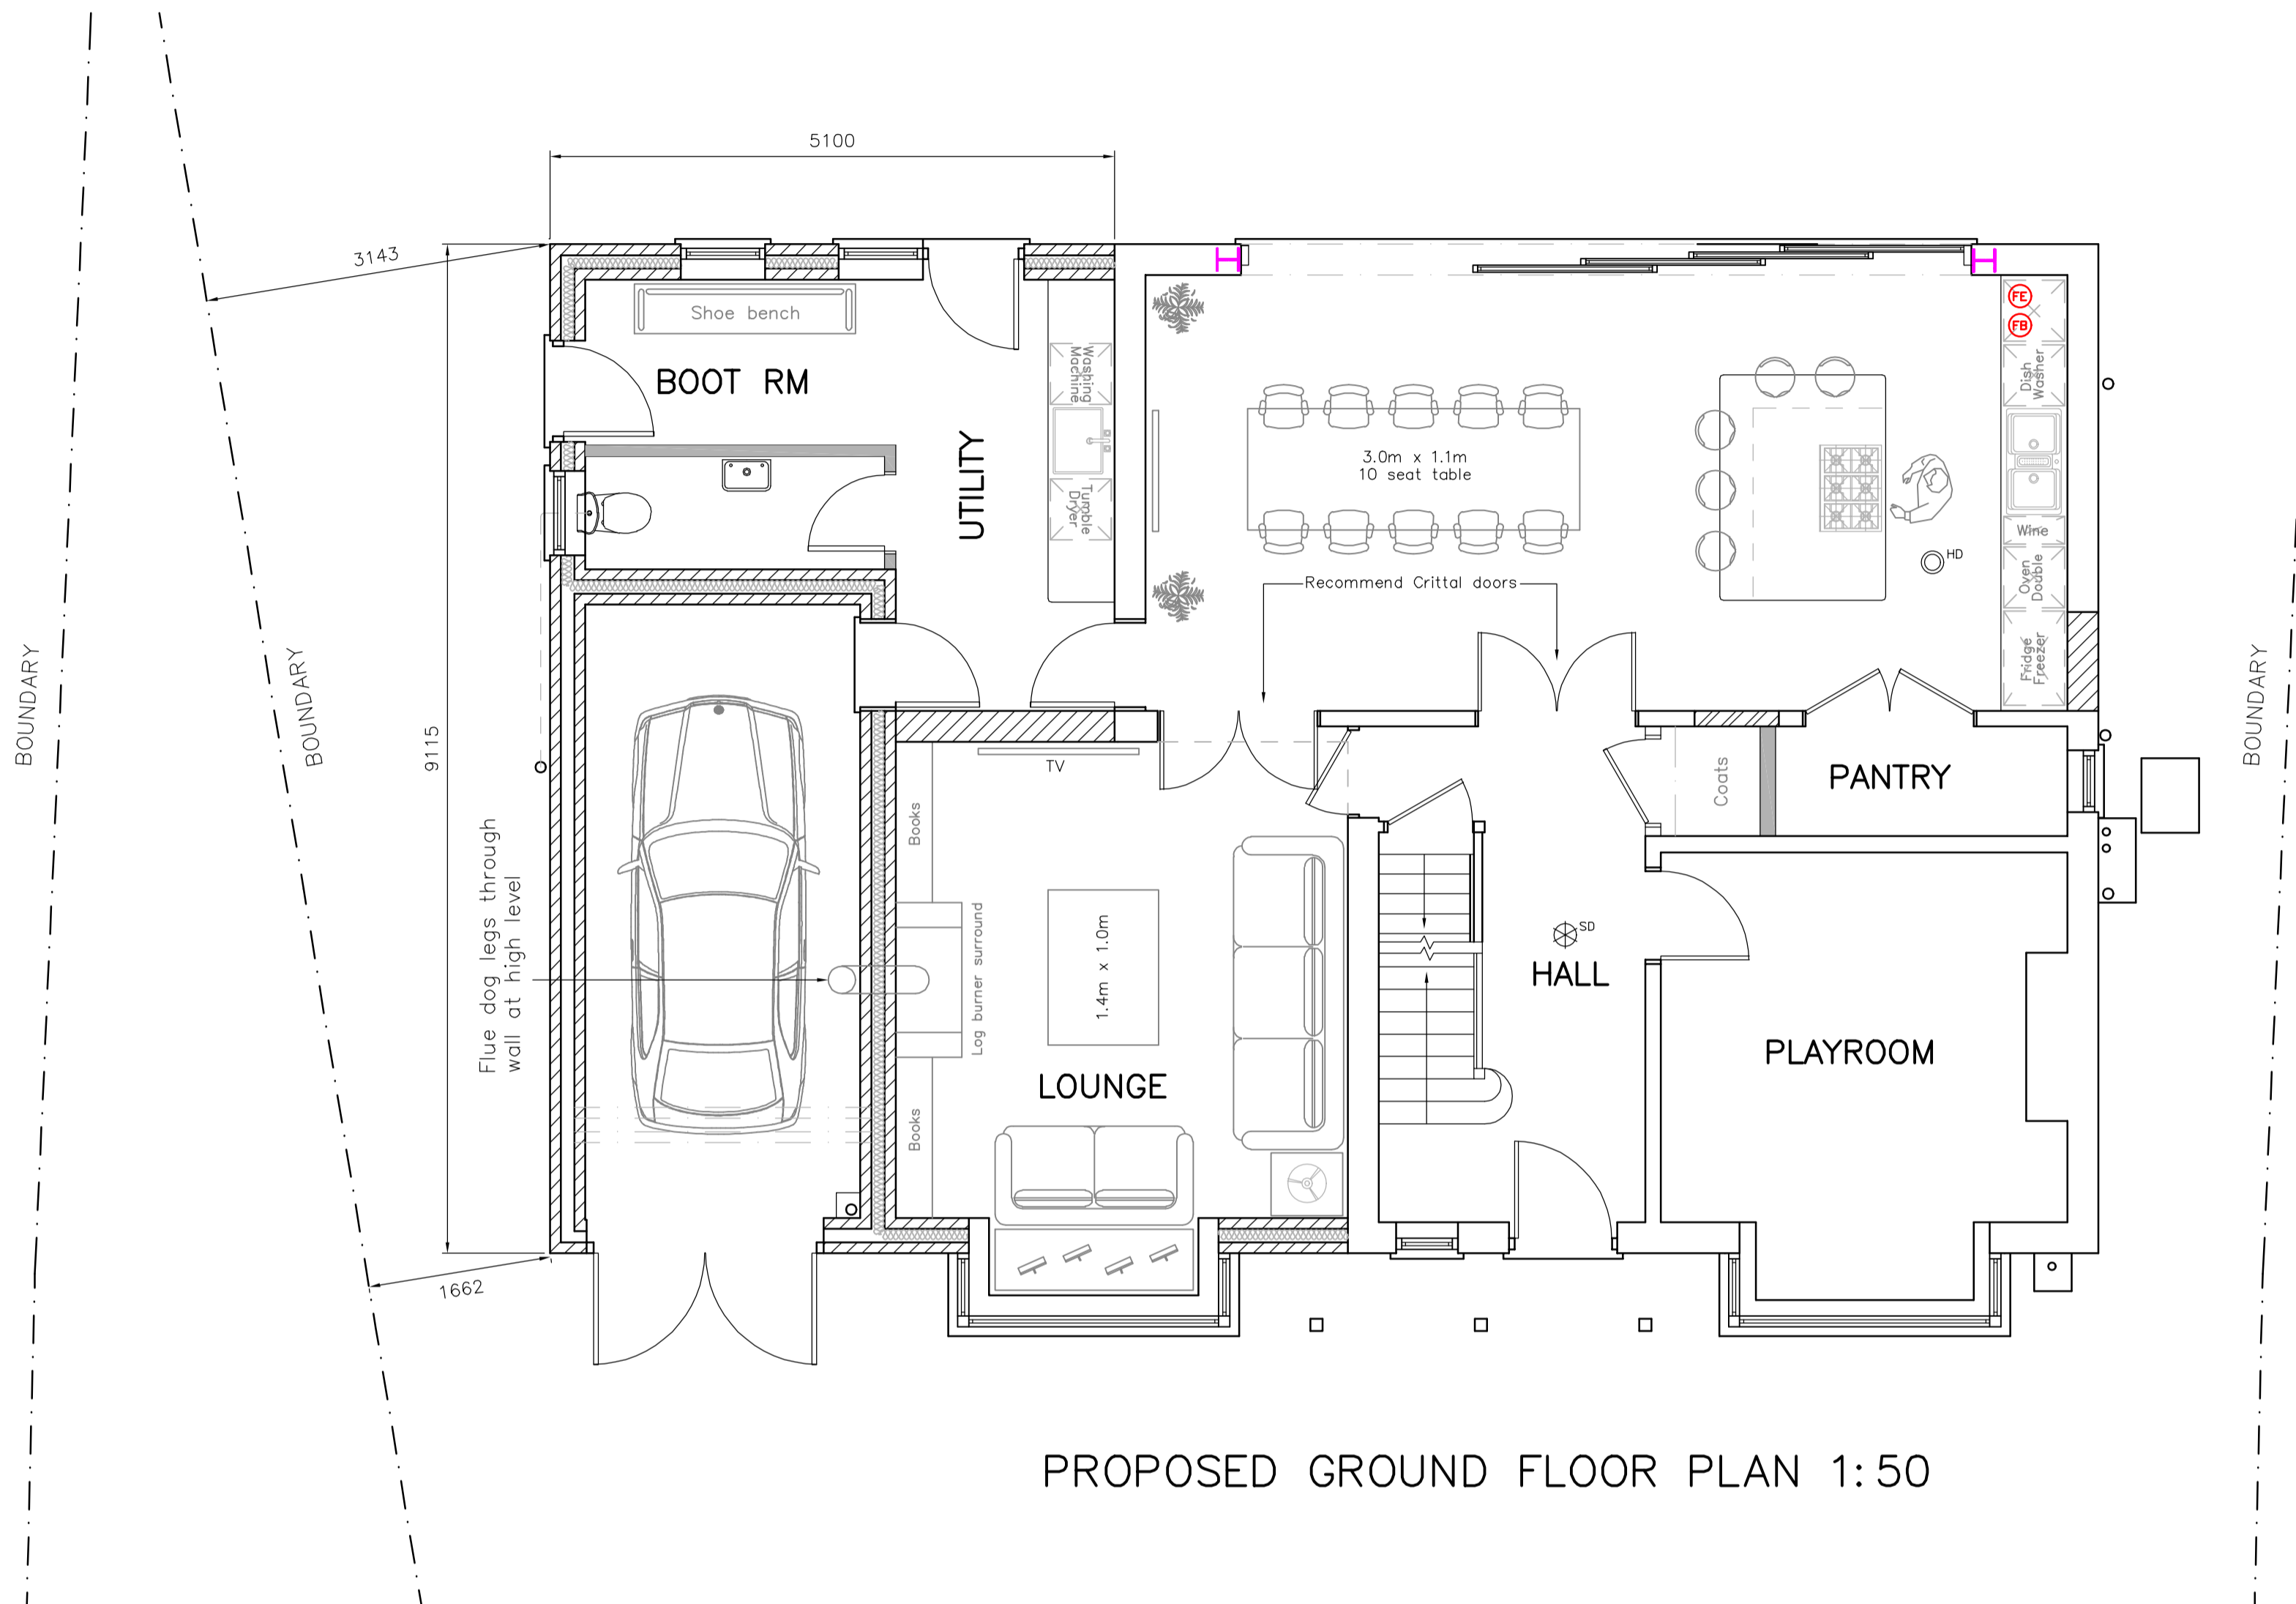 5100
3143
FE
FB
Shoe bench
Washing
Machine
Dish
Washer
BOOT RM
UTILITY
3.0m x 1.1m
10 seat table
Tumble
Dryer
Wine
HD
Oven
Double
Recommend Crittal doors
Fridge
Freezer
BOUNDARY
BOUNDARY
BOUNDARY
9115
TV
Coats
PANTRY
Books
Flue dog legs through
wall at high level
Log burner surround
1.4m x 1.0m
SD
HALL
PLAYROOM
LOUNGE
Books
1662
PROPOSED GROUND FLOOR PLAN 1:50